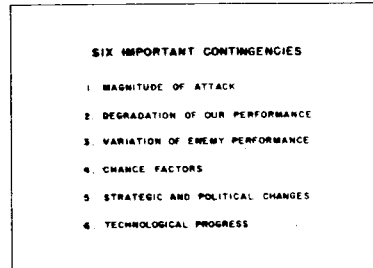 SIX IMPORTANT CONTINGENCIES
1 MAGNITUDE OF ATTACK
2. DEGRADATION OF OUR PERFORMANCE
3. VARIATION OF ENEMY PERFORMANCE
4. CHANCE FACTORS
5 STRATEGIC AND POLITICAL CHANGES
6. TECHNOLOGICAL PROGRESS